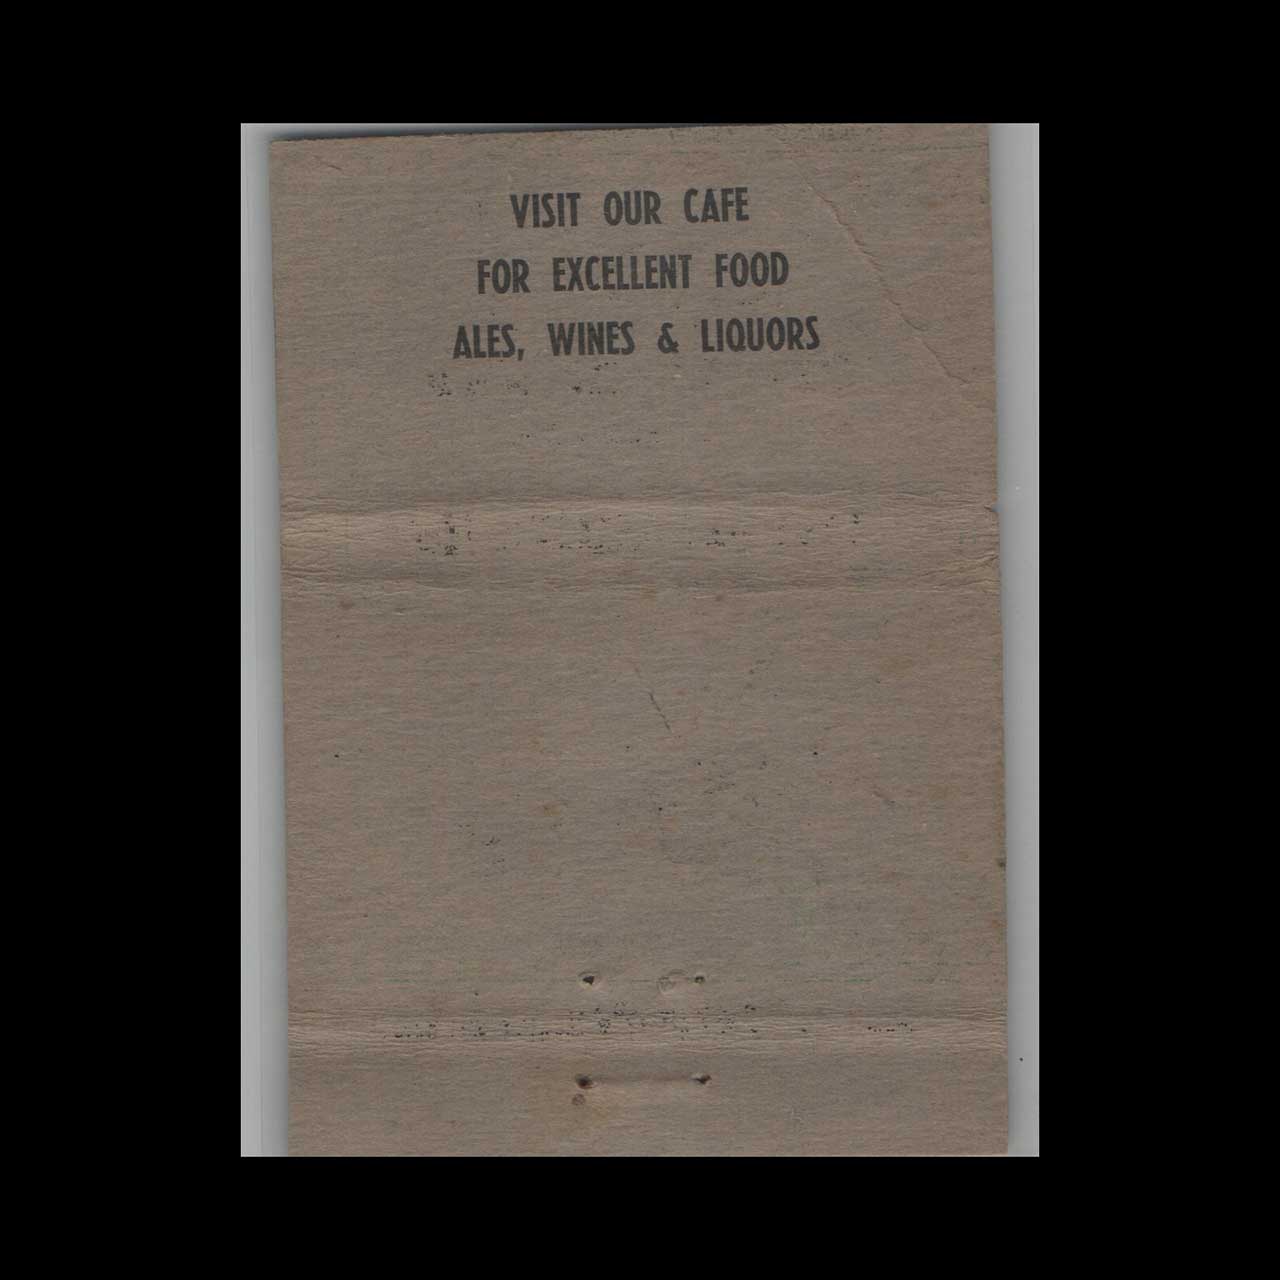 VISIT OUR CAFE
FOR EXCELLENT FOOD
ALES, WINES & LIQUORS